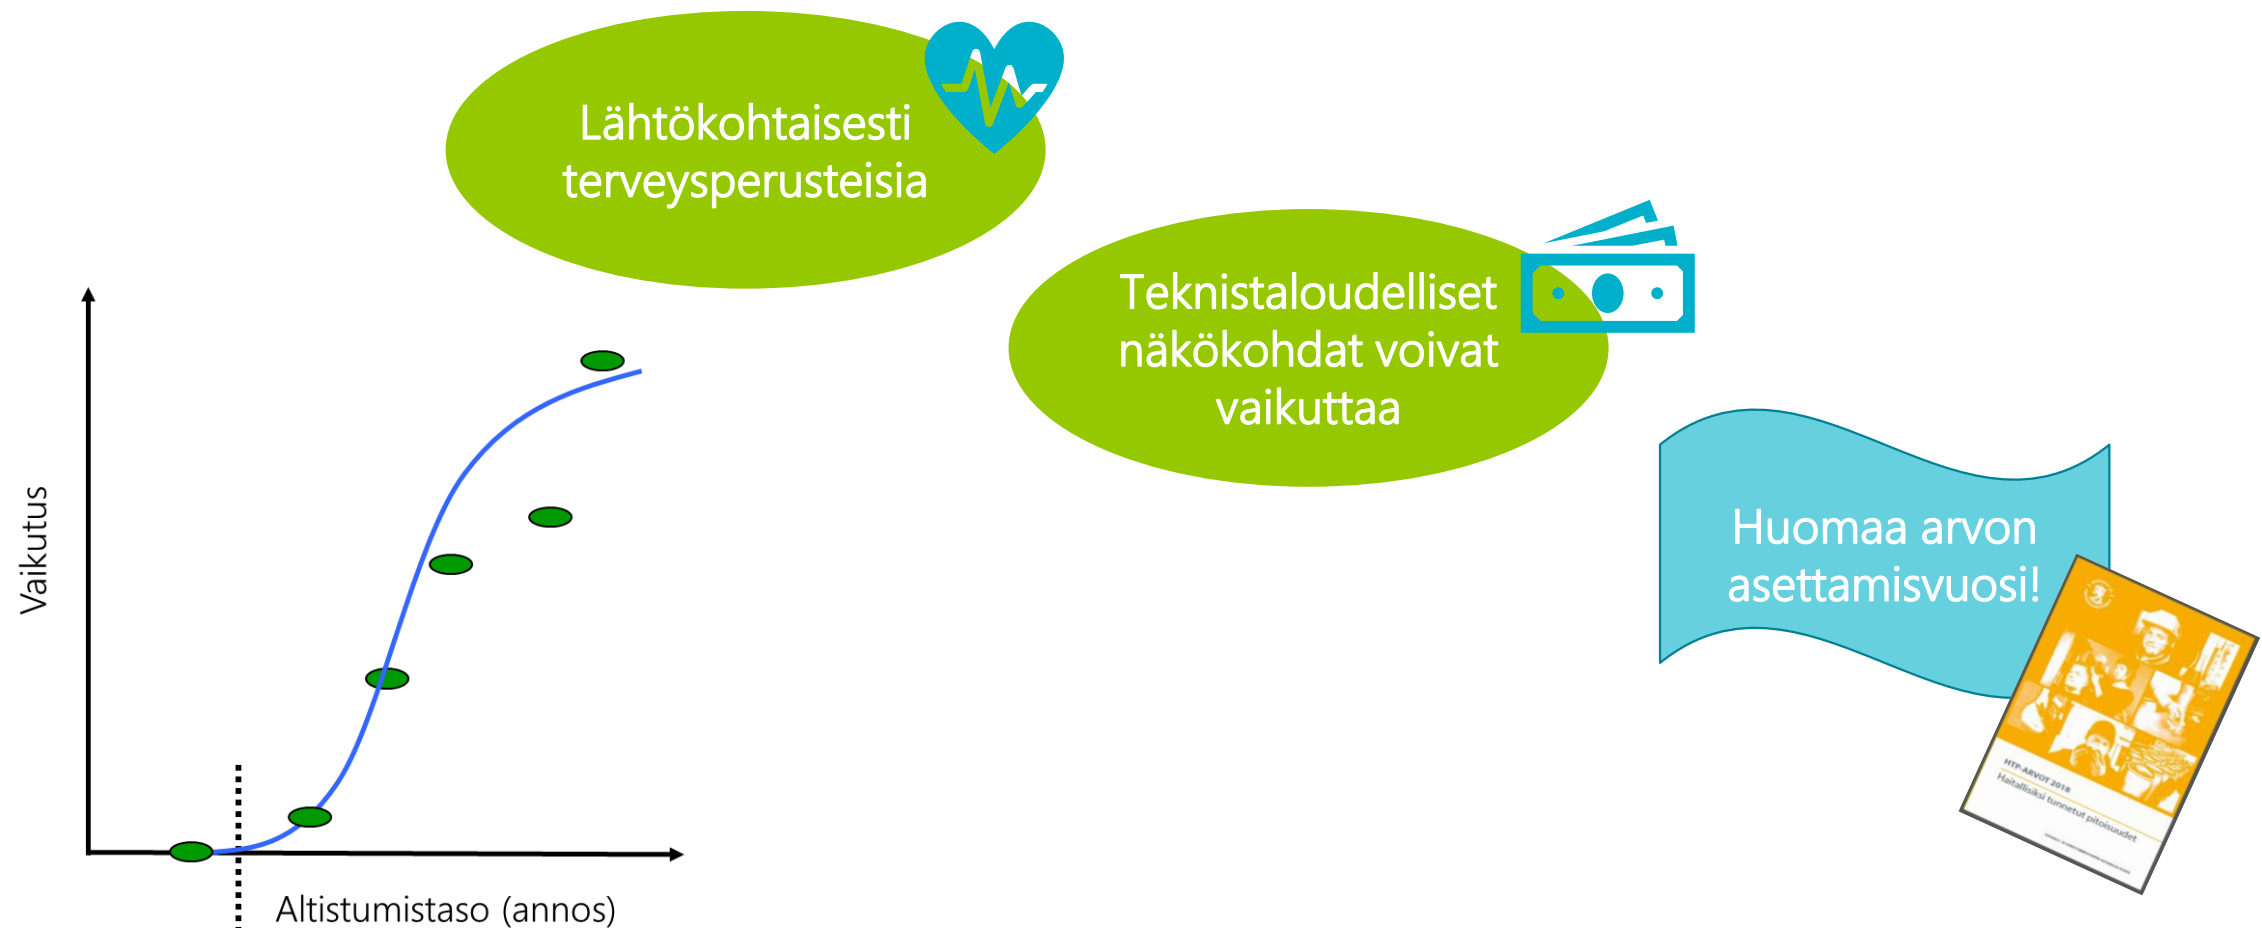 Lähtökohtaisesti
terveysperusteisia
Teknistaloudelliset
näkökohdat voivat
vaikuttaa
Huomaa arvon
asettamisvuosi!
HTP-ARVOT 2018
Haitallisiksi tunnetut pitoisuudet
Vaikutus
Altistumistaso (annos)